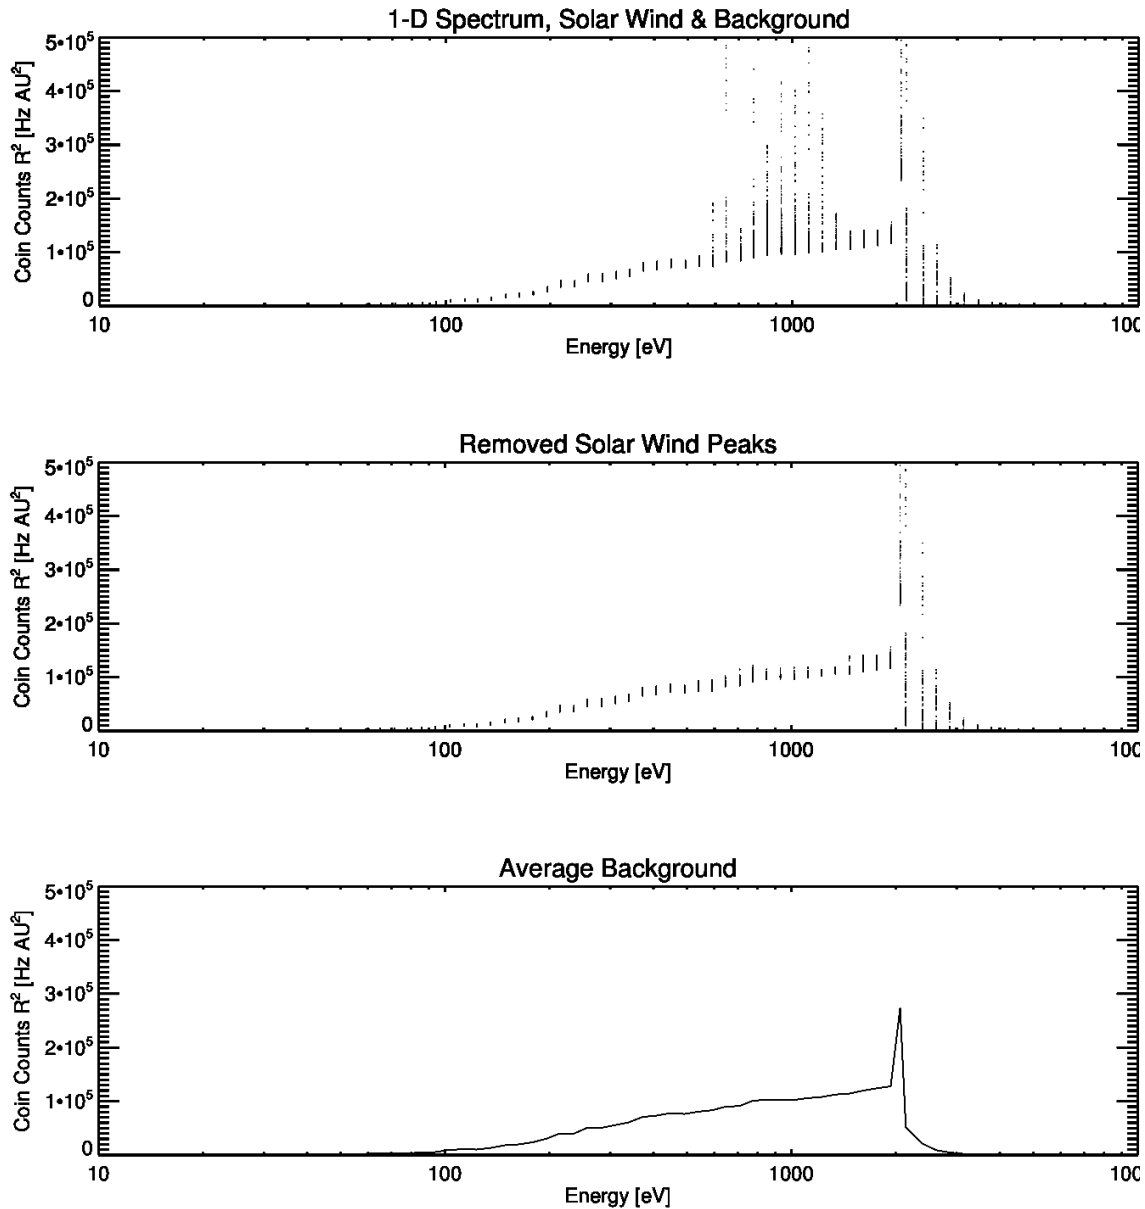 1-D Spectrum, Solar Wind & Background
Coin Counts R² [Hz AU²]
5•10⁵
4•10⁵
3•10⁵
2•10⁵
1•10⁵
0
10 100 1000 100
Energy [eV]
Removed Solar Wind Peaks
Coin Counts R² [Hz AU²]
5•10⁵
4•10⁵
3•10⁵
2•10⁵
1•10⁵
0
10 100 1000 100
Energy [eV]
Average Background
Coin Counts R² [Hz AU²]
5•10⁵
4•10⁵
3•10⁵
2•10⁵
1•10⁵
0
10 100 1000 100
Energy [eV]